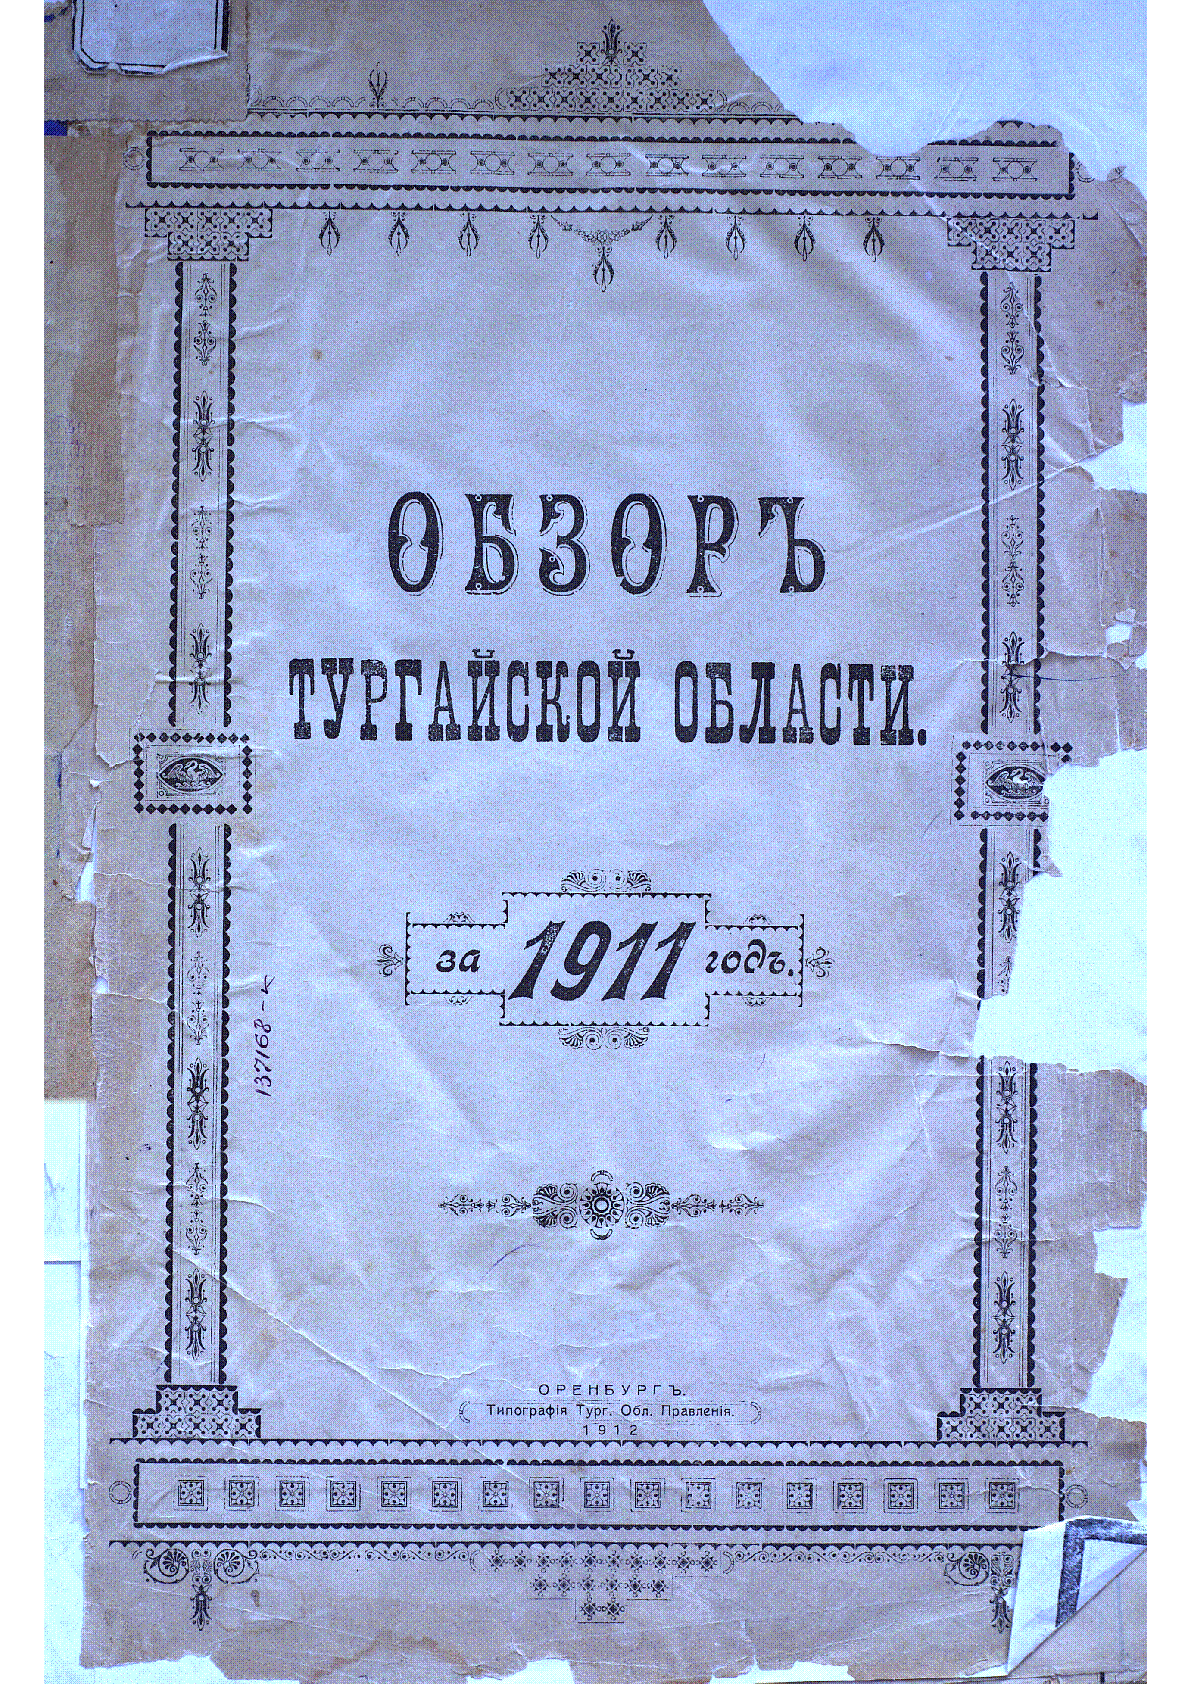 ОБЗОРЪ
ТУРГАЙСКОЙ ОБЛАСТИ.
за 1911 годъ.
137168-к
ОРЕНБУРГЪ.
Типографія Тург. Обл. Правленія.
1912